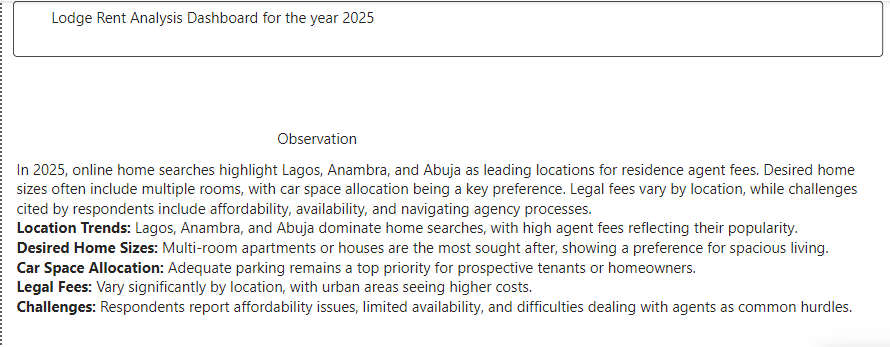 Lodge Rent Analysis Dashboard for the year 2025
Observation
In 2025, online home searches highlight Lagos, Anambra, and Abuja as leading locations for residence agent fees. Desired home
sizes often include multiple rooms, with car space allocation being a key preference. Legal fees vary by location, while challenges
cited by respondents include affordability, availability, and navigating agency processes.
Location Trends: Lagos, Anambra, and Abuja dominate home searches, with high agent fees reflecting their popularity.
Desired Home Sizes: Multi-room apartments or houses are the most sought after, showing a preference for spacious living.
Car Space Allocation: Adequate parking remains a top priority for prospective tenants or homeowners.
Legal Fees: Vary significantly by location, with urban areas seeing higher costs.
Challenges: Respondents report affordability issues, limited availability, and difficulties dealing with agents as common hurdles.